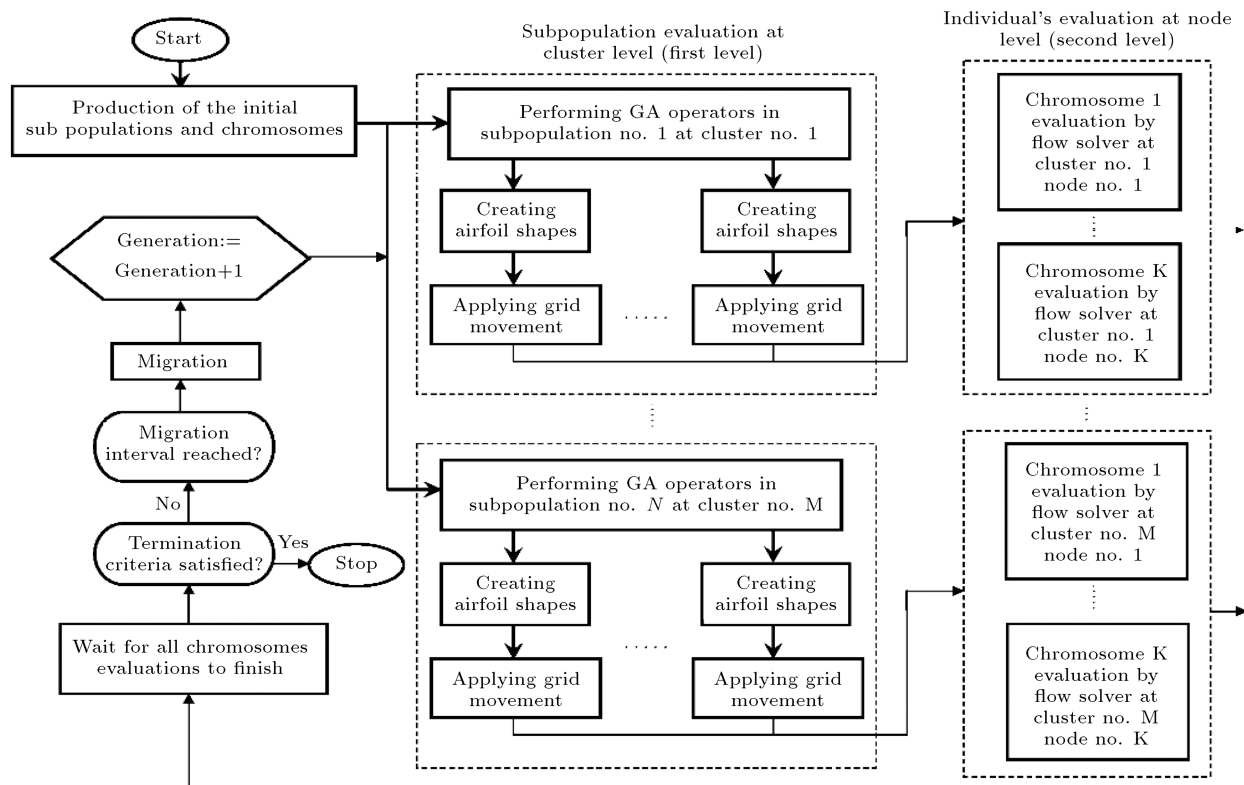 Start
Production of the initial
sub populations and chromosomes
Generation:=
Generation+1
Migration
Migration
interval reached?
No
Termination
criteria satisfied?
Yes
Stop
Wait for all chromosomes
evaluations to finish
Subpopulation evaluation at
cluster level (first level)
Performing GA operators in
subpopulation no. 1 at cluster no. 1
Creating
airfoil shapes
Creating
airfoil shapes
Applying grid
movement
.....
Applying grid
movement
Performing GA operators in
subpopulation no. N at cluster no. M
Creating
airfoil shapes
Creating
airfoil shapes
Applying grid
movement
.....
Applying grid
movement
Individual's evaluation at node
level (second level)
Chromosome 1
evaluation by
flow solver at
cluster no. 1
node no. 1
Chromosome K
evaluation by
flow solver at
cluster no. 1
node no. K
Chromosome 1
evaluation by
flow solver at
cluster no. M
node no. 1
Chromosome K
evaluation by
flow solver at
cluster no. M
node no. K